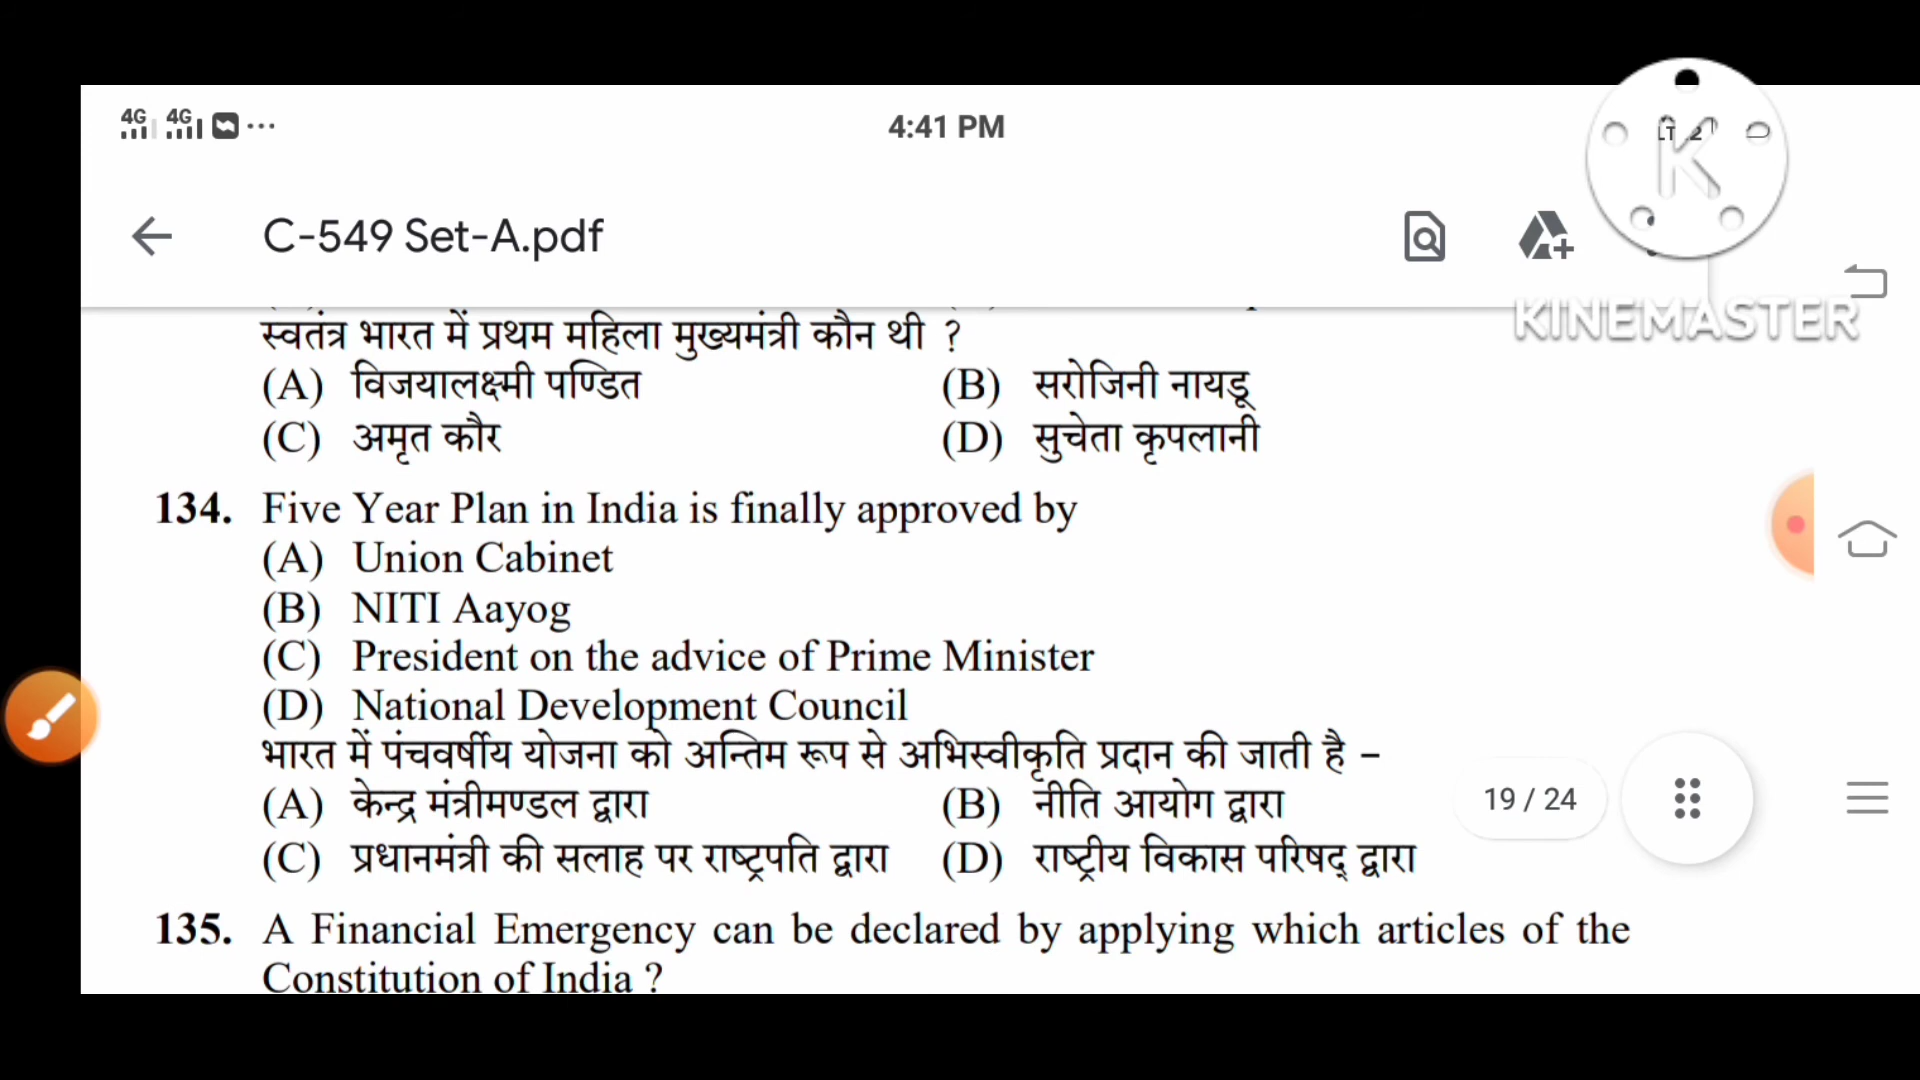 4G 4G ... 4:41 PM
C-549 Set-A.pdf
KINEMASTER
स्वतंत्र भारत में प्रथम महिला मुख्यमंत्री कौन थी ?
(A) विजयालक्ष्मी पण्डित (B) सरोजिनी नायडू
(C) अमृत कौर (D) सुचेता कृपलानी
134. Five Year Plan in India is finally approved by
(A) Union Cabinet
(B) NITI Aayog
(C) President on the advice of Prime Minister
(D) National Development Council
भारत में पंचवर्षीय योजना को अन्तिम रूप से अभिस्वीकृति प्रदान की जाती है –
(A) केन्द्र मंत्रीमण्डल द्वारा (B) नीति आयोग द्वारा
19 / 24
(C) प्रधानमंत्री की सलाह पर राष्ट्रपति द्वारा (D) राष्ट्रीय विकास परिषद् द्वारा
135. A Financial Emergency can be declared by applying which articles of the
Constitution of India ?